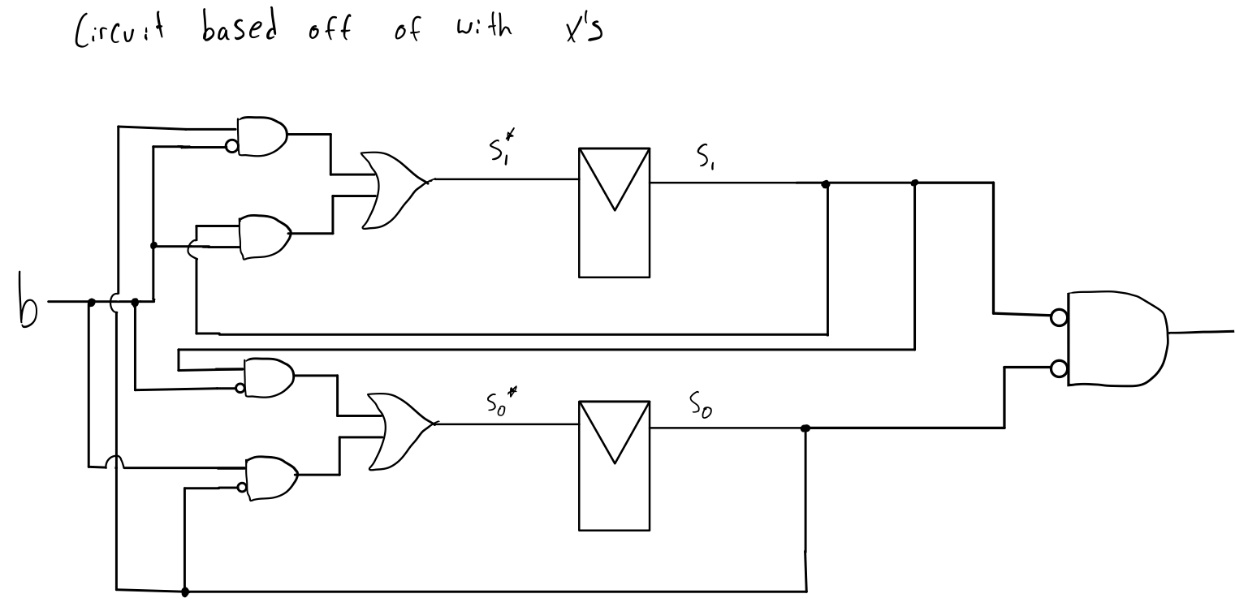 Circuit based off of with x's
S₁* S₁
b
S₀* S₀